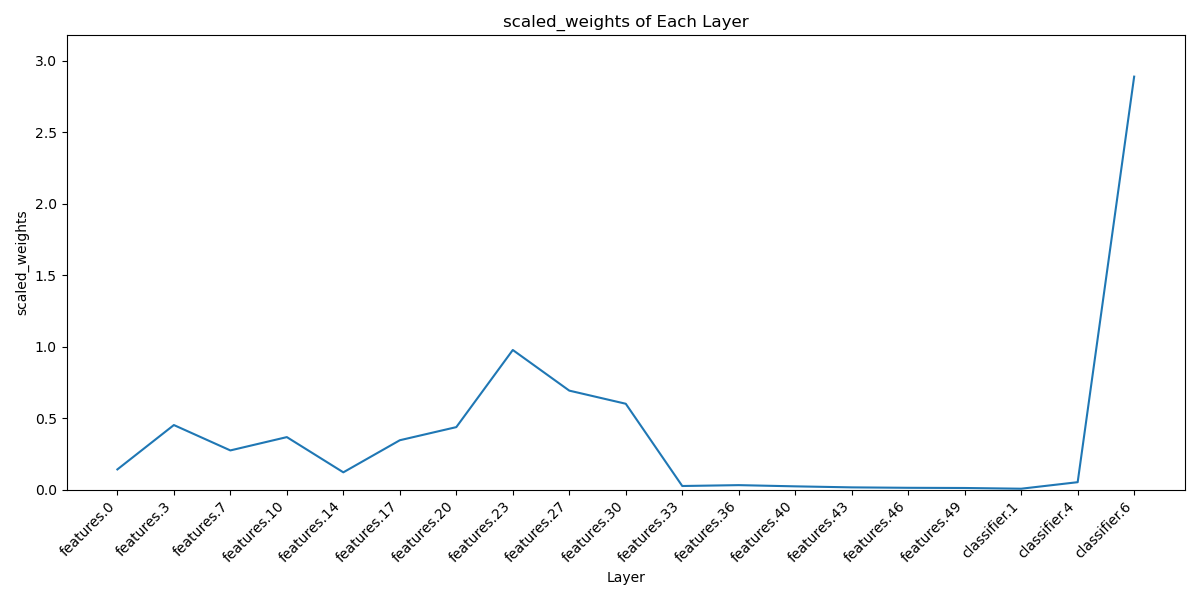 scaled_weights of Each Layer
scaled_weights
3.0
2.5
2.0
1.5
1.0
0.5
0.0
features.0
features.3
features.7
features.10
features.14
features.17
features.20
features.23
features.27
features.30
features.33
features.36
features.40
features.43
features.46
features.49
classifier.1
classifier.4
classifier.6
Layer